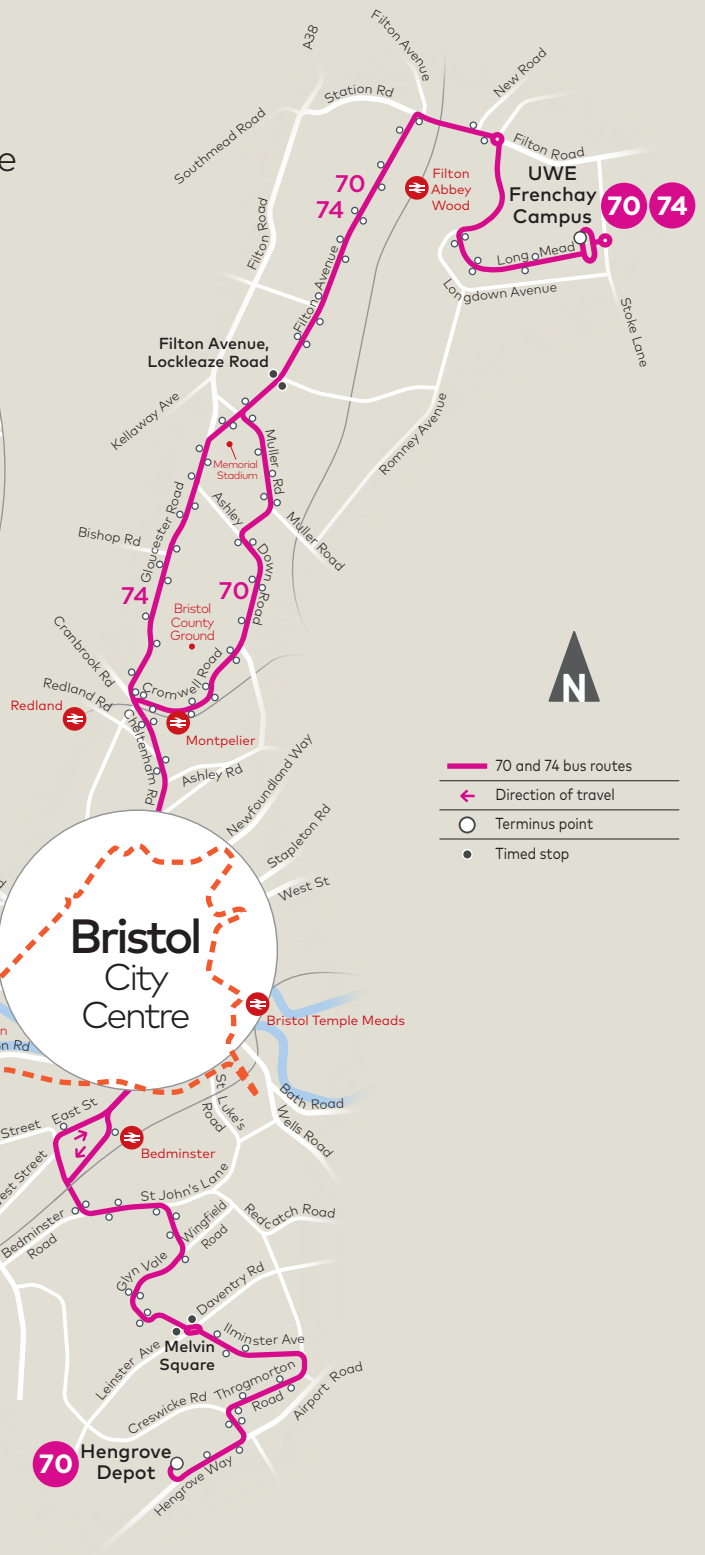 e
A38
Filton Avenue
New Road
Station Rd
Southmead Road
Filton Road
UWE
Frenchay
Campus
70 74
70
74
Filton
Abbey
Wood
Filton Road
Long Mead
Longdown Avenue
Stoke Lane
Filton Avenue
Filton Avenue,
Lockleaze Road
Kellaway Ave
Romney Avenue
Memorial
Stadium
Muller Rd
Muller Road
Ashley
Down
Road
Gloucester Road
Bishop Rd
74
70
Bristol
County
Ground
Cranbrook Rd
Redland Rd
Cromwell Road
Redland
Montpelier
Cheltenham Rd
Ashley Rd
N
70 and 74 bus routes
Direction of travel
Terminus point
Timed stop
Newfoundland Way
Stapleton Rd
West St
Bristol
City
Centre
Bristol Temple Meads
n
n Rd
Bath Road
Wells Road
St. Luke's
Road
East St
Street
est Street
Bedminster
St John's Lane
Redcatch Road
Wingfield
Road
Bedminster
Road
Glyn Vale
Daventry Rd
Melvin
Square
Ilminster Ave
Leinster Ave
Throgmorton
Road
Creswicke Rd
Airport Road
70
Hengrove
Depot
Hengrove Way